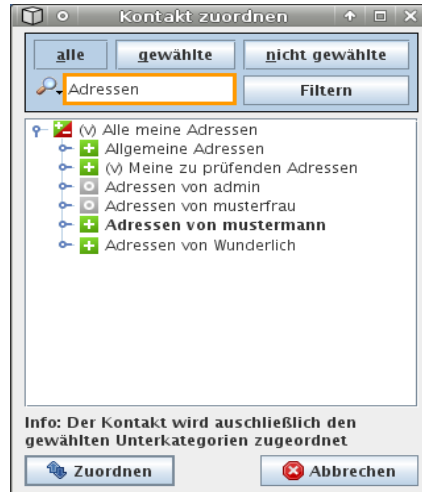 Kontakt zuordnen
alle gewählte nicht gewählte
Adressen Filtern
(V) Alle meine Adressen
Allgemeine Adressen
(V) Meine zu prüfenden Adressen
Adressen von admin
Adressen von musterfrau
Adressen von mustermann
Adressen von Wunderlich
Info: Der Kontakt wird auschließlich den
gewählten Unterkategorien zugeordnet
Zuordnen Abbrechen